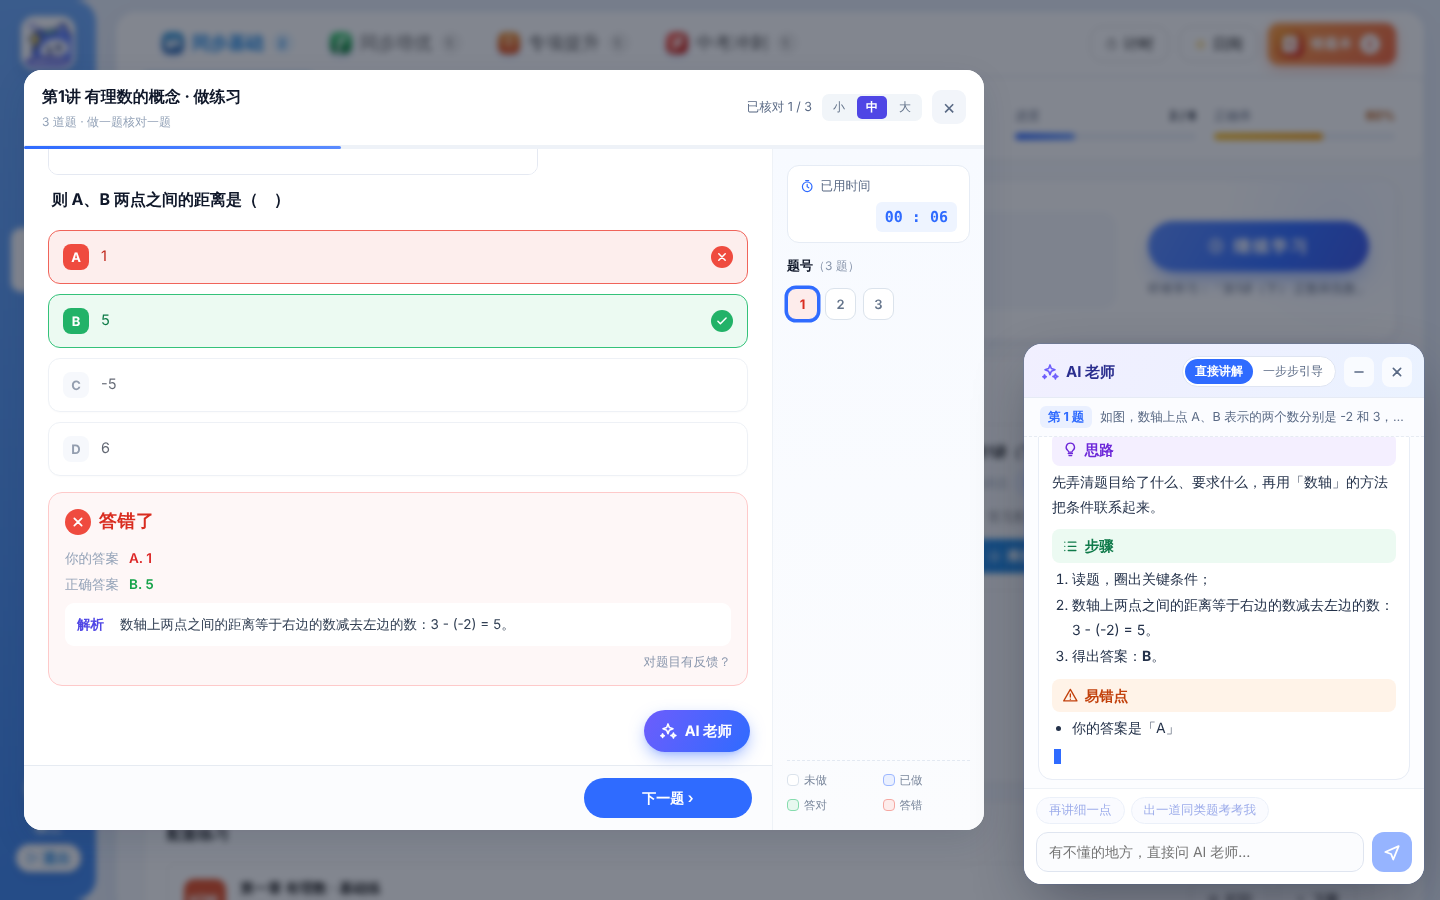 同步基础
第1讲 有理数的概念 · 做练习
3 道题 · 做一题核对一题
已核对 1 / 3
小 中 大
则 A、B 两点之间的距离是（　）
A 1
B 5
C -5
D 6
答错了
你的答案 A. 1
正确答案 B. 5
解析 数轴上两点之间的距离等于右边的数减去左边的数：3 - (-2) = 5。
对题目有反馈？
AI 老师
下一题 ›
已用时间
00 : 06
题号（3 题）
1 2 3
未做 已做
答对 答错
AI 老师
直接讲解 一步步引导
第 1 题 如图，数轴上点 A、B 表示的两个数分别是 -2 和 3，...
思路
先弄清题目给了什么、要求什么，再用「数轴」的方法
把条件联系起来。
步骤
1. 读题，圈出关键条件；
2. 数轴上两点之间的距离等于右边的数减去左边的数：
3 - (-2) = 5。
3. 得出答案：B。
易错点
• 你的答案是「A」
再讲细一点 出一道同类题考考我
有不懂的地方，直接问 AI 老师...